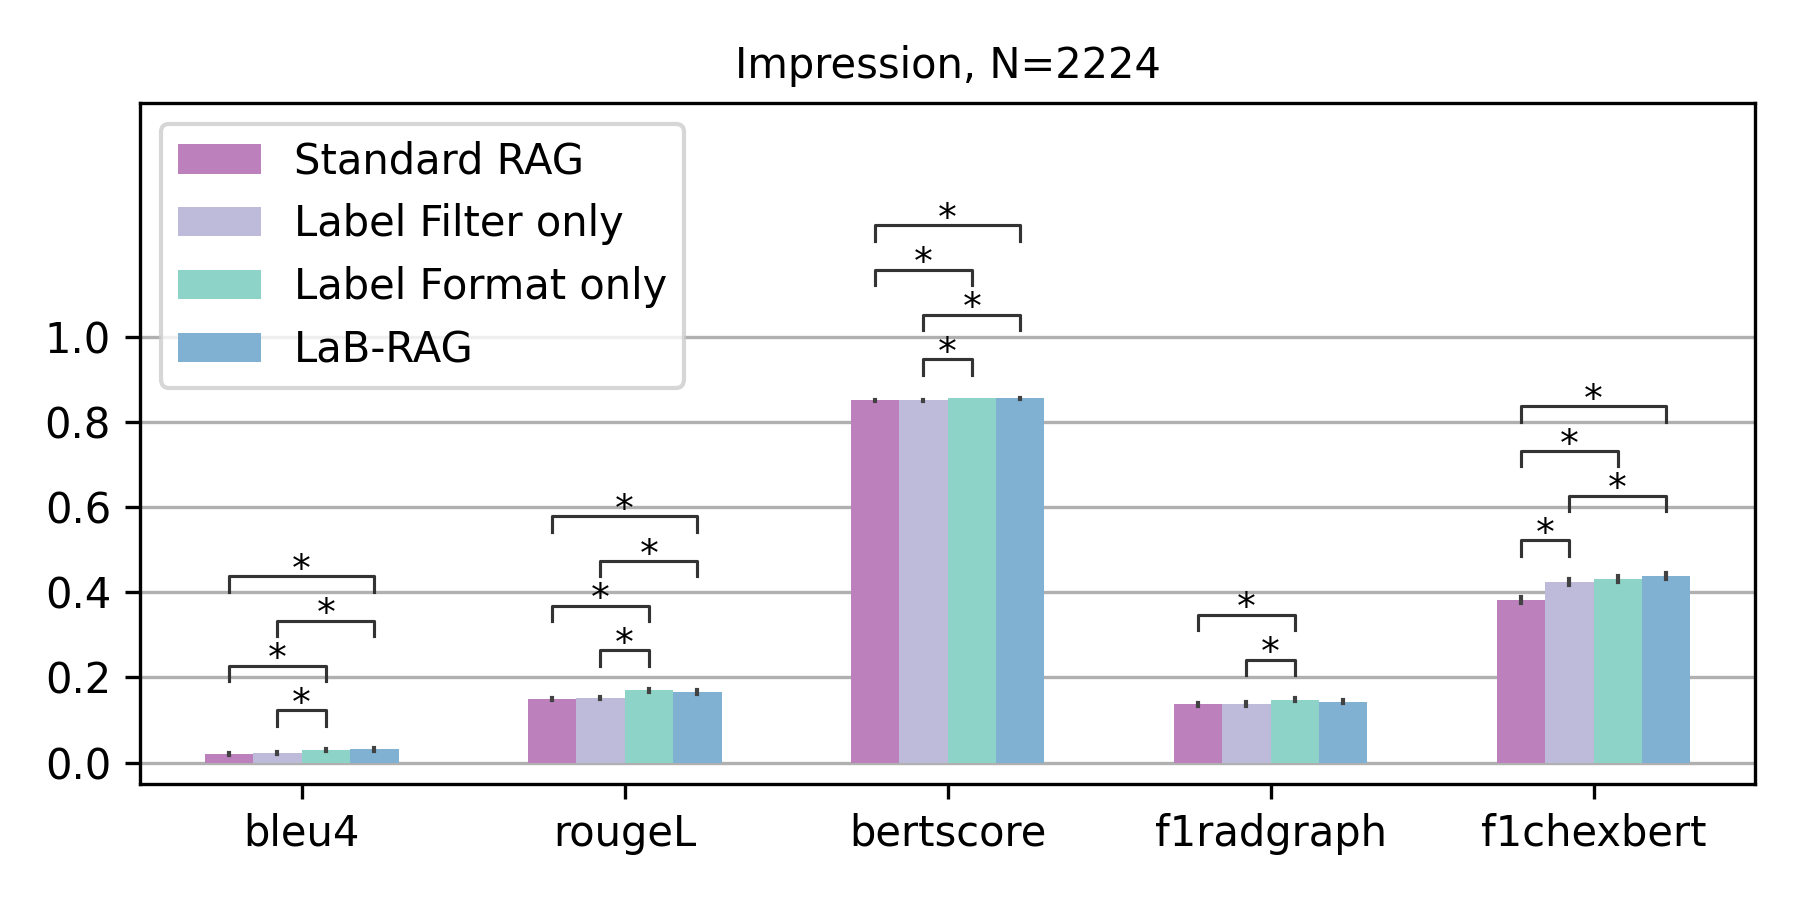 Impression, N=2224
Standard RAG
Label Filter only
Label Format only
LaB-RAG
1.0
0.8
0.6
0.4
0.2
0.0
* * * *
* * * *
* * * *
* *
* * * *
bleu4 rougeL bertscore f1radgraph f1chexbert